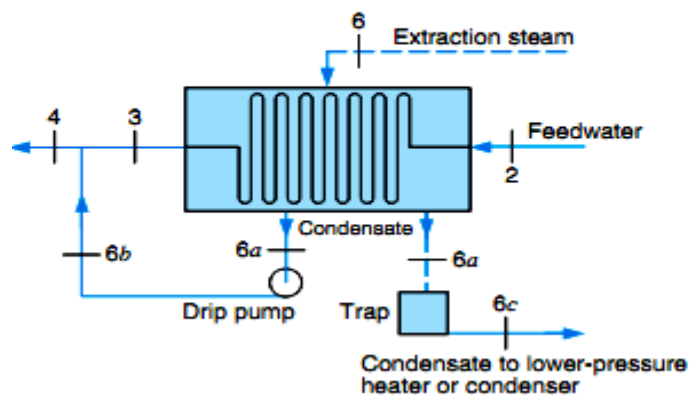 6
Extraction steam
4
3
Feedwater
2
Condensate
6a
6a
6b
Drip pump
Trap
6c
Condensate to lower-pressure
heater or condenser